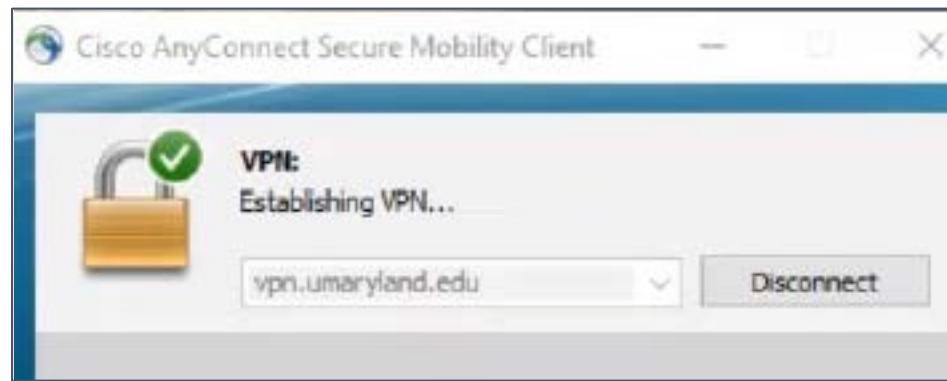 Cisco AnyConnect Secure Mobility Client
VPN:
Establishing VPN...
vpn.umaryland.edu
Disconnect